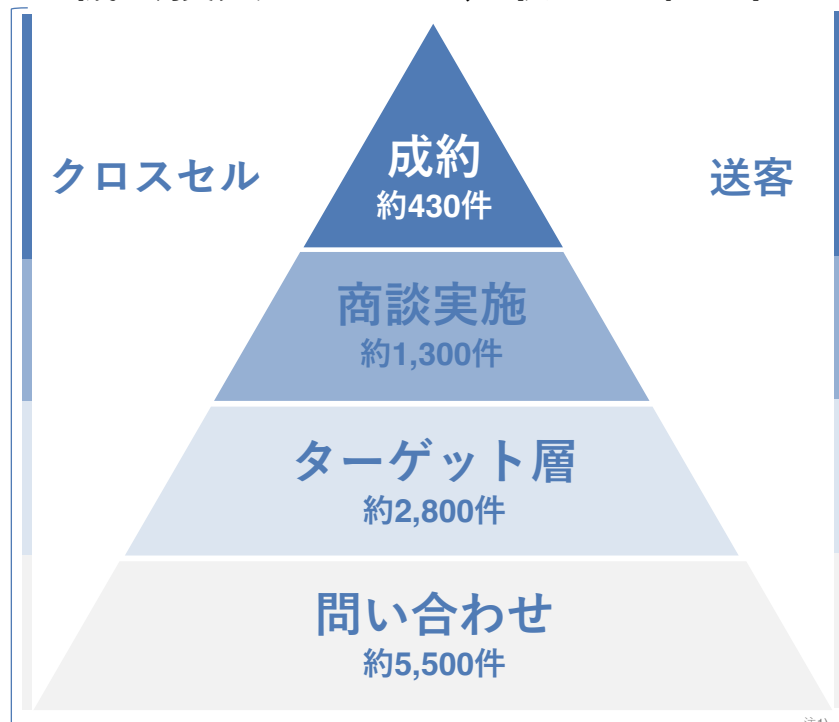 成約
約430件
クロスセル
送客
商談実施
約1,300件
ターゲット層
約2,800件
問い合わせ
約5,500件